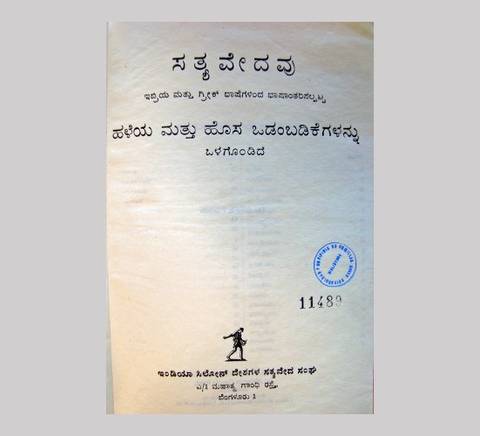 ಸತ್ಯವೇದವು
ಇಬ್ರಿಯ ಮತ್ತು ಗ್ರೀಕ್ ಭಾಷೆಗಳಿಂದ ಭಾಷಾಂತರಿಸಲ್ಪಟ್ಟ
ಹಳೆಯ ಮತ್ತು ಹೊಸ ಒಡಂಬಡಿಕೆಗಳನ್ನು
ಒಳಗೊಂಡಿದೆ
11489
ಇಂಡಿಯಾ ಸಿಲೋನ್ ದೇಶಗಳ ಸತ್ಯವೇದ ಸಂಘ
ಎ/1 ಮಹಾತ್ಮ ಗಾಂಧಿ ರಸ್ತೆ,
ಬೆಂಗಳೂರು 1